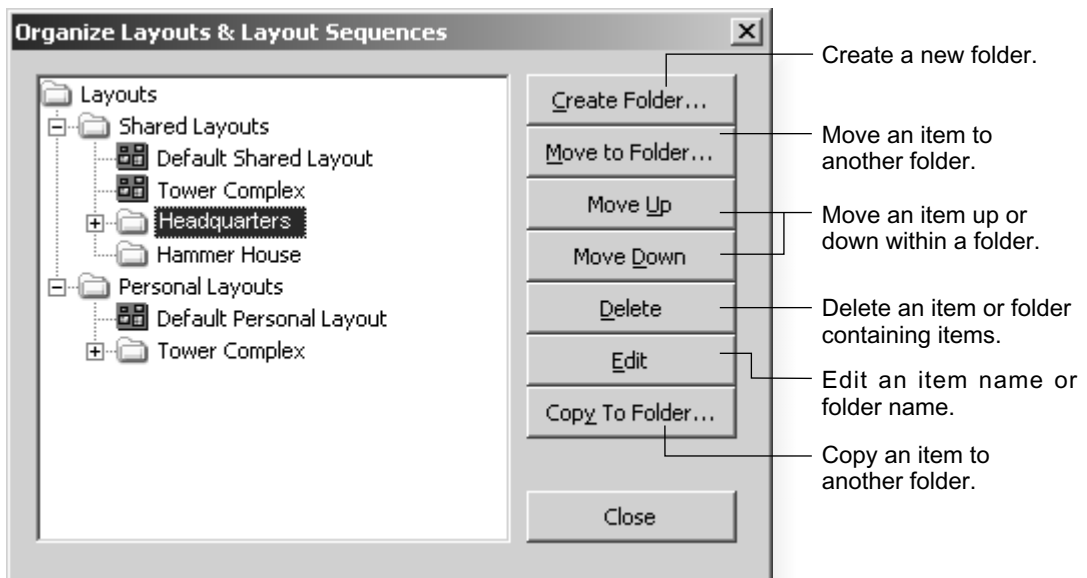 Organize Layouts & Layout Sequences
Layouts
Shared Layouts
Default Shared Layout
Tower Complex
Headquarters
Hammer House
Personal Layouts
Default Personal Layout
Tower Complex
Create Folder...
Move to Folder...
Move Up
Move Down
Delete
Edit
Copy To Folder...
Close
Create a new folder.
Move an item to
another folder.
Move an item up or
down within a folder.
Delete an item or folder
containing items.
Edit an item name or
folder name.
Copy an item to
another folder.